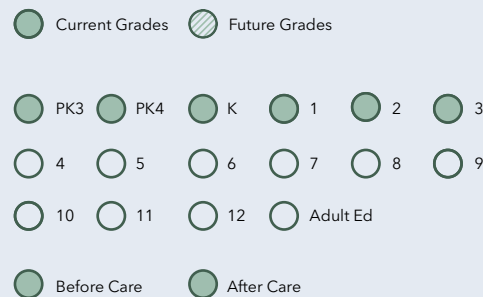 Current Grades Future Grades
PK3 PK4 K 1 2 3
4 5 6 7 8 9
10 11 12 Adult Ed
Before Care After Care